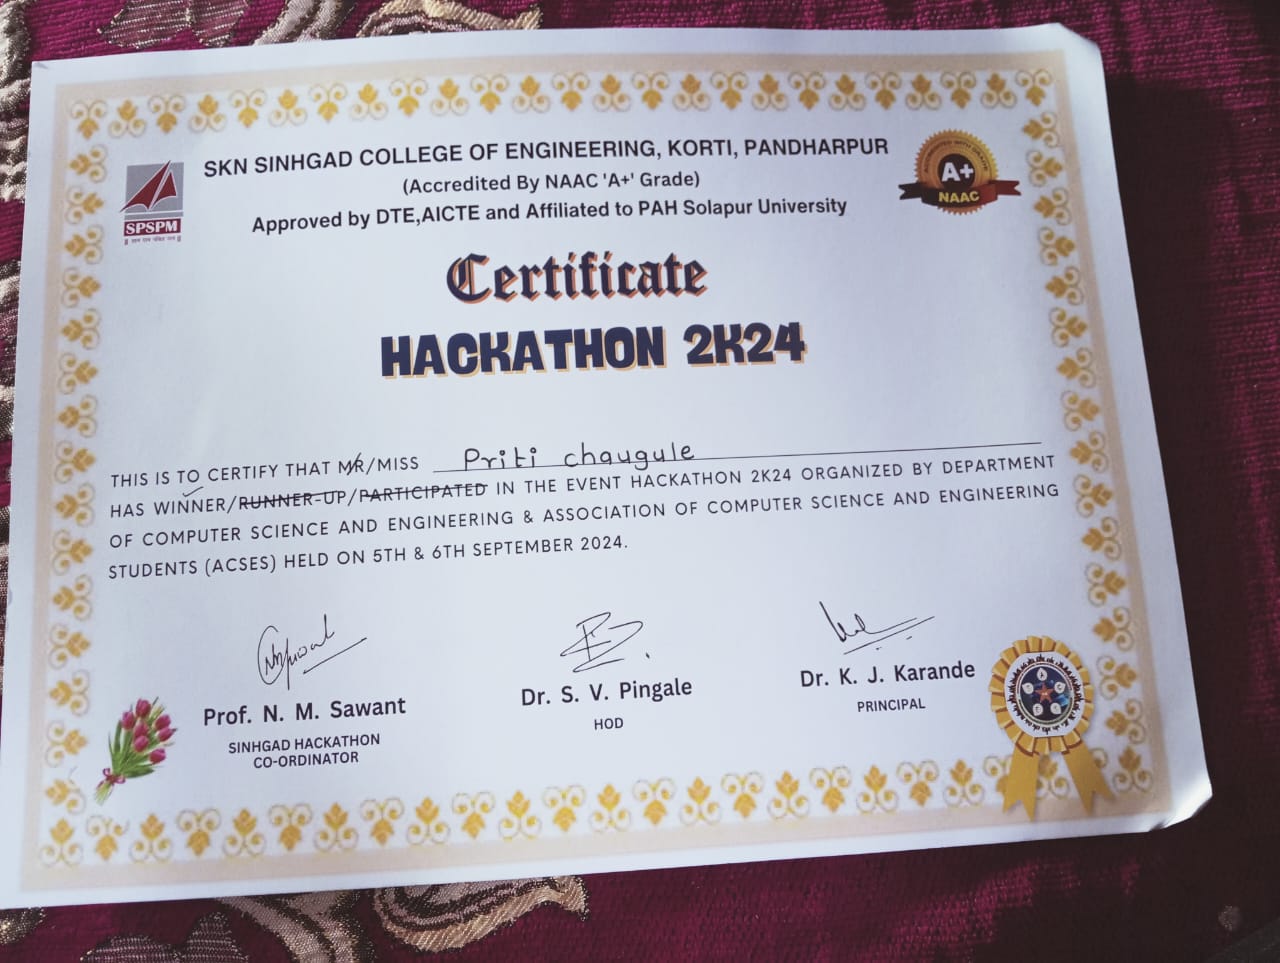 SKN SINHGAD COLLEGE OF ENGINEERING, KORTI, PANDHARPUR
(Accredited By NAAC 'A+' Grade)
Approved by DTE,AICTE and Affiliated to PAH Solapur University
SPSPM
ACCREDITED WITH GRADE
A+
NAAC
Certificate
HACKATHON 2K24
THIS IS TO CERTIFY THAT MR/MISS Priti chaugule
HAS WINNER/RUNNER-UP/PARTICIPATED IN THE EVENT HACKATHON 2K24 ORGANIZED BY DEPARTMENT
OF COMPUTER SCIENCE AND ENGINEERING & ASSOCIATION OF COMPUTER SCIENCE AND ENGINEERING
STUDENTS (ACSES) HELD ON 5TH & 6TH SEPTEMBER 2024.
Prof. N. M. Sawant
SINHGAD HACKATHON
CO-ORDINATOR
Dr. S. V. Pingale
HOD
Dr. K. J. Karande
PRINCIPAL